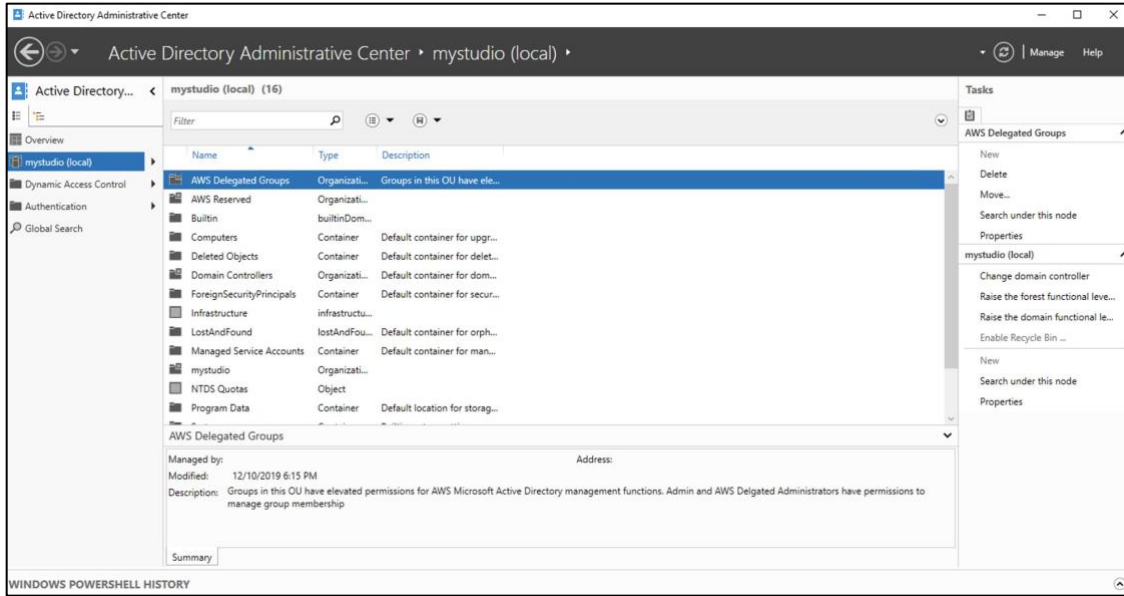 Active Directory Administrative Center
Active Directory Administrative Center • mystudio (local) •
Manage Help
Active Directory...
Overview
mystudio (local)
Dynamic Access Control
Authentication
Global Search
mystudio (local) (16)
Filter
Name Type Description
AWS Delegated Groups Organizati... Groups in this OU have ele...
AWS Reserved Organizati...
Builtin builtinDom...
Computers Container Default container for upgr...
Deleted Objects Container Default container for delet...
Domain Controllers Organizati... Default container for dom...
ForeignSecurityPrincipals Container Default container for secur...
Infrastructure infrastructu...
LostAndFound lostAndFou... Default container for orph...
Managed Service Accounts Container Default container for man...
mystudio Organizati...
NTDS Quotas Object
Program Data Container Default location for storag...
AWS Delegated Groups
Managed by: Address:
Modified: 12/10/2019 6:15 PM
Description: Groups in this OU have elevated permissions for AWS Microsoft Active Directory management functions. Admin and AWS Delgated Administrators have permissions to
manage group membership
Summary
Tasks
AWS Delegated Groups
New
Delete
Move...
Search under this node
Properties
mystudio (local)
Change domain controller
Raise the forest functional leve...
Raise the domain functional le...
Enable Recycle Bin ...
New
Search under this node
Properties
WINDOWS POWERSHELL HISTORY